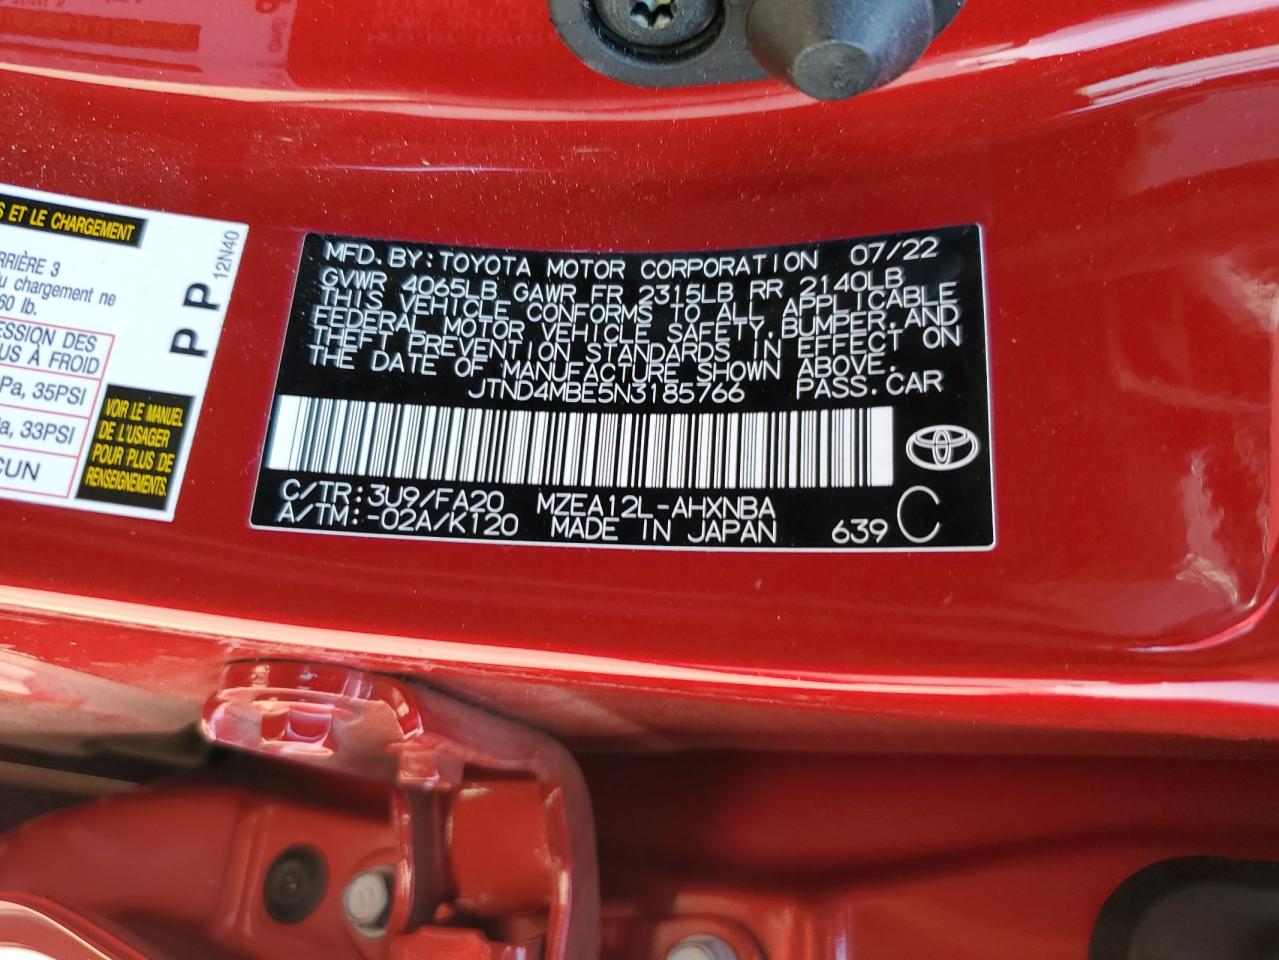 S ET LE CHARGEMENT
RRIÈRE 3
u chargement ne
60 lb.
ESSION DES
US À FROID
Pa, 35PSI
a, 33PSI
CUN
VOIR LE MANUEL
DE L'USAGER
POUR PLUS DE
RENSEIGNEMENTS.
P P
12N40
MFD. BY: TOYOTA MOTOR CORPORATION 07/22
GVWR 4065LB GAWR FR 2315LB RR 2140LB
THIS VEHICLE CONFORMS TO ALL APPLICABLE
FEDERAL MOTOR VEHICLE SAFETY, BUMPER, AND
THEFT PREVENTION STANDARDS IN EFFECT ON
THE DATE OF MANUFACTURE SHOWN ABOVE.
JTND4MBE5N3185766 PASS. CAR
C/TR: 3U9/FA20 MZEA12L-AHXNBA
A/TM: -02A/K120 MADE IN JAPAN 639 C